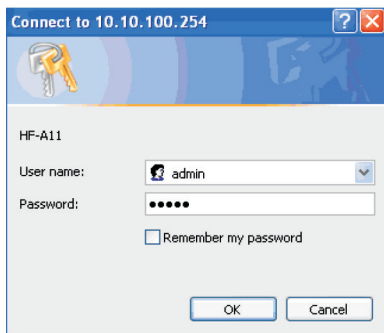 Connect to 10.10.100.254
HF-A11
User name:
admin
Password:
•••••
Remember my password
OK
Cancel